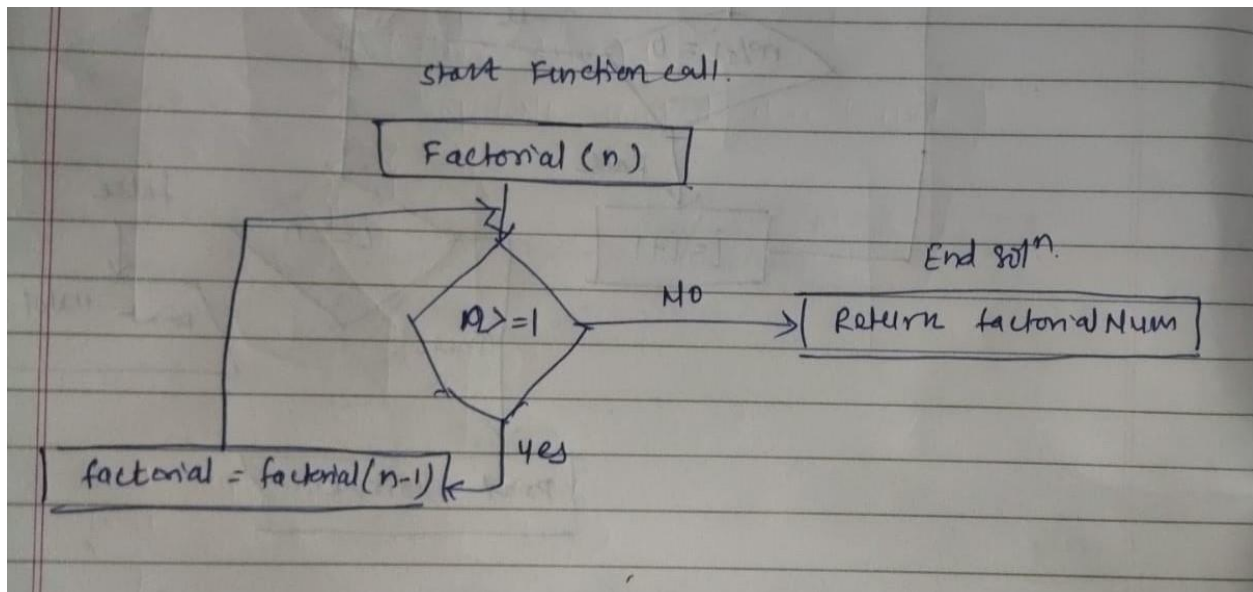 Start Function call.
Factorial (n)
n>=1
NO
End solⁿ.
Return factorial Num
yes
factorial = factorial(n-1)